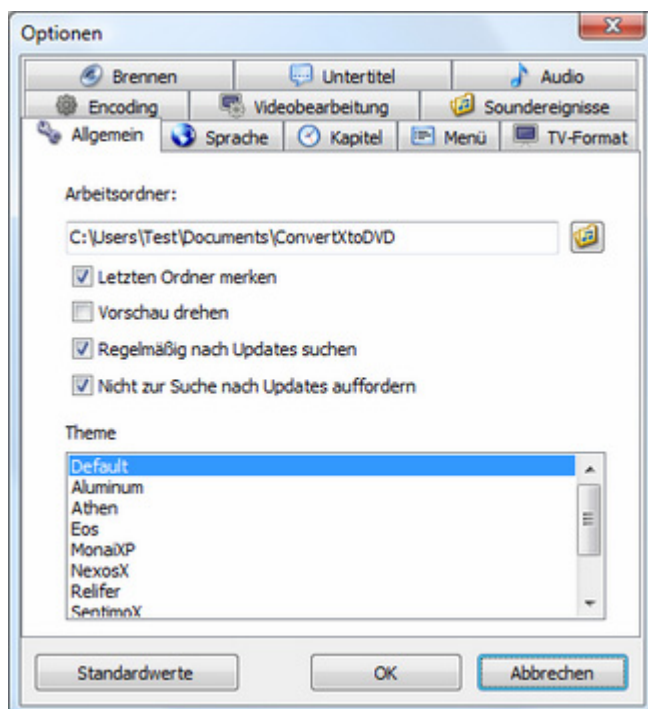 Optionen
Brennen Untertitel Audio
Encoding Videobearbeitung Soundereignisse
Allgemein Sprache Kapitel Menü TV-Format
Arbeitsordner:
C:\Users\Test\Documents\ConvertXtoDVD
Letzten Ordner merken
Vorschau drehen
Regelmäßig nach Updates suchen
Nicht zur Suche nach Updates auffordern
Theme
Default
Aluminum
Athen
Eos
MonaiXP
NexosX
Relifer
SentimoX
Standardwerte OK Abbrechen